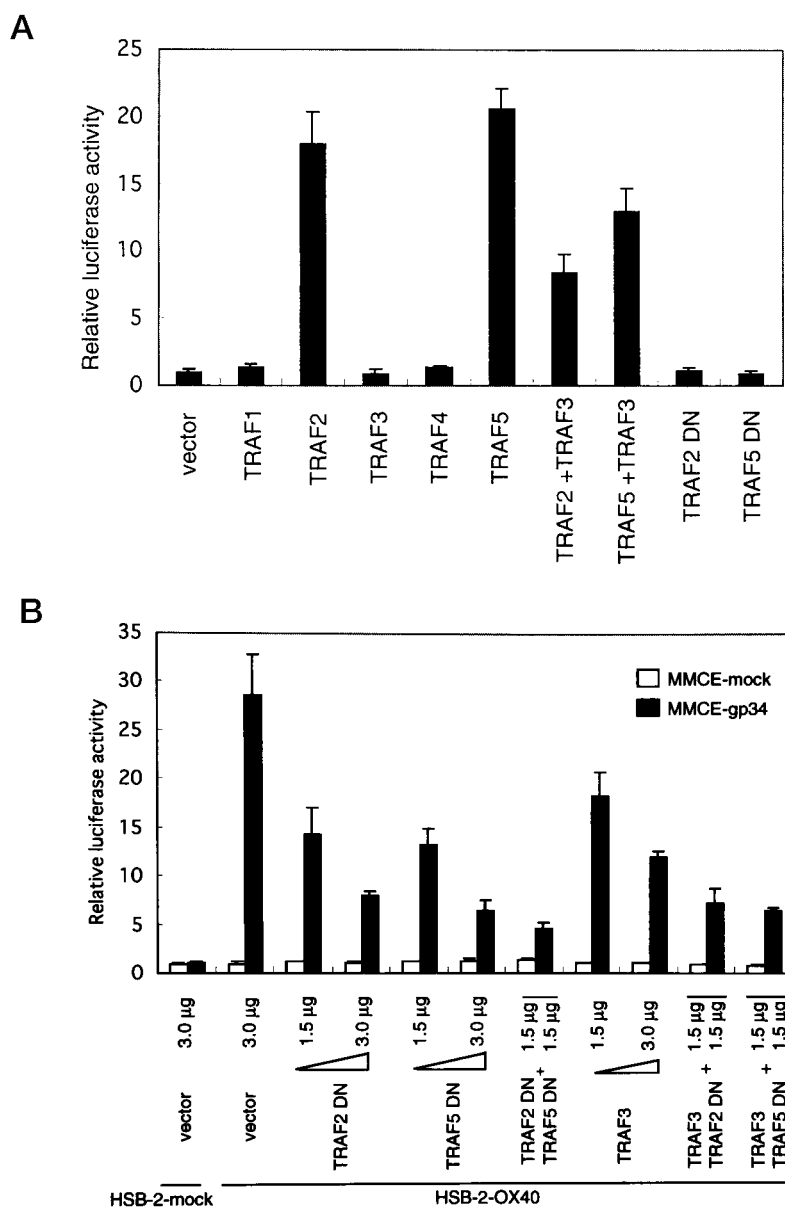 A
Relative luciferase activity
25
20
15
10
5
0
vector
TRAF1
TRAF2
TRAF3
TRAF4
TRAF5
TRAF2 +TRAF3
TRAF5 +TRAF3
TRAF2 DN
TRAF5 DN
B
Relative luciferase activity
35
30
25
20
15
10
5
0
MMCE-mock
MMCE-gp34
3.0 µg
3.0 µg
1.5 µg
3.0 µg
1.5 µg
3.0 µg
1.5 µg
1.5 µg
1.5 µg
3.0 µg
1.5 µg
1.5 µg
1.5 µg
1.5 µg
vector
vector
TRAF2 DN
TRAF5 DN
TRAF2 DN +
TRAF5 DN
TRAF3
TRAF3 +
TRAF2 DN
TRAF3 +
TRAF5 DN
HSB-2-mock
HSB-2-OX40